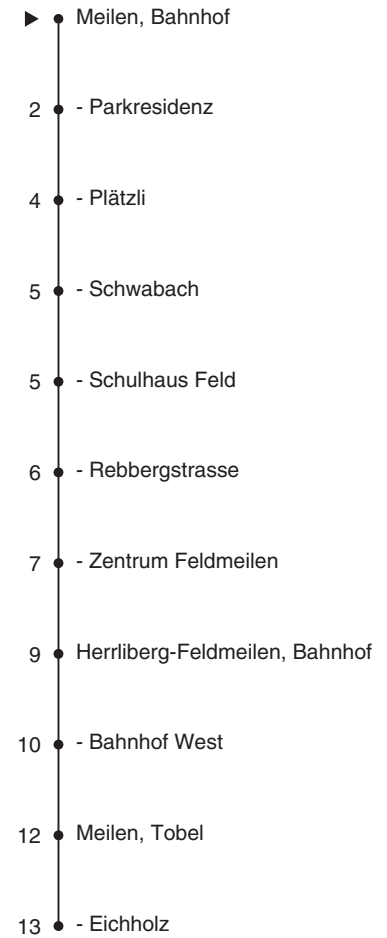 Meilen, Bahnhof
2 - Parkresidenz
4 - Plätzli
5 - Schwabach
5 - Schulhaus Feld
6 - Rebbergstrasse
7 - Zentrum Feldmeilen
9 Herrliberg-Feldmeilen, Bahnhof
10 - Bahnhof West
12 Meilen, Tobel
13 - Eichholz